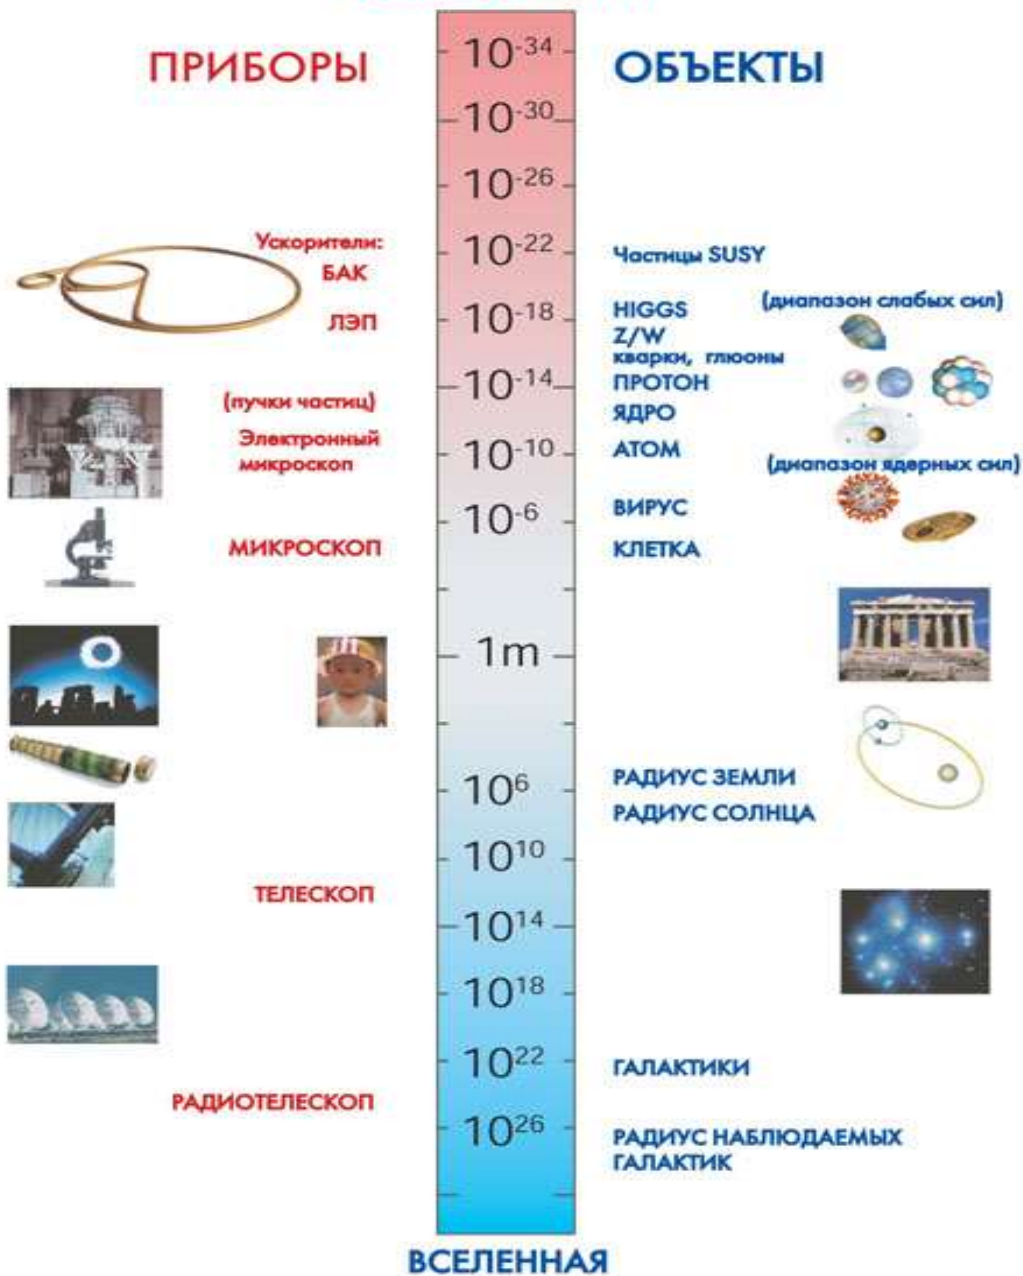 ПРИБОРЫ
ОБЪЕКТЫ
10⁻³⁴
10⁻³⁰
10⁻²⁶
Ускорители:
БАК
10⁻²²
Частицы SUSY
ЛЭП
10⁻¹⁸
HIGGS
(диапазон слабых сил)
Z/W
кварки, глюоны
10⁻¹⁴
ПРОТОН
(пучки частиц)
ЯДРО
Электронный
микроскоп
10⁻¹⁰
АТОМ
(диапазон ядерных сил)
10⁻⁶
ВИРУС
МИКРОСКОП
КЛЕТКА
1m
10⁶
РАДИУС ЗЕМЛИ
РАДИУС СОЛНЦА
10¹⁰
ТЕЛЕСКОП
10¹⁴
10¹⁸
10²²
ГАЛАКТИКИ
РАДИОТЕЛЕСКОП
10²⁶
РАДИУС НАБЛЮДАЕМЫХ
ГАЛАКТИК
ВСЕЛЕННАЯ